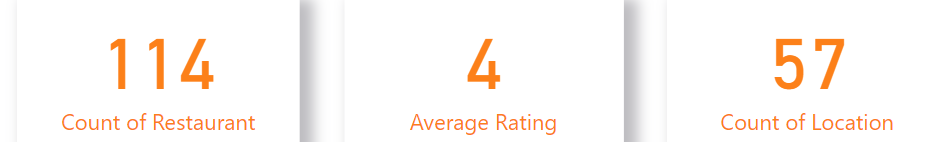 114
Count of Restaurant
4
Average Rating
57
Count of Location